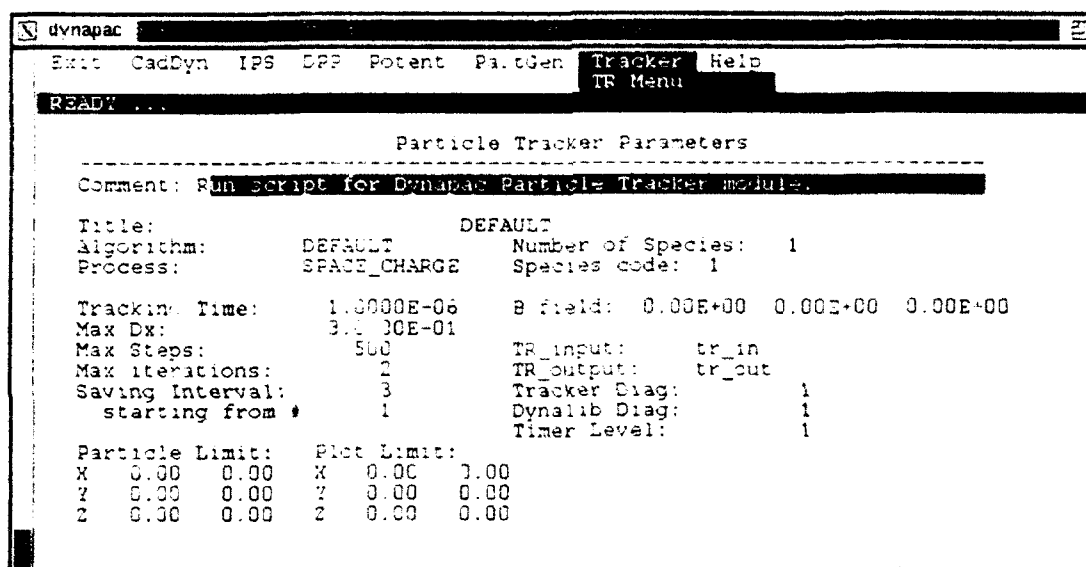 dynapac
Exit CadDyn IPS DPP Potent PartGen Tracker Help
TR Menu
READY ...
Particle Tracker Parameters
Comment: Run script for Dynapac Particle Tracker module.
Title: DEFAULT
Algorithm: DEFAULT Number of Species: 1
Process: SPACE_CHARGE Species code: 1
Tracking Time: 1.0000E-06 B field: 0.00E+00 0.00E+00 0.00E+00
Max Dx: 3.0000E-01
Max Steps: 500 TR_input: tr_in
Max iterations: 2 TR_output: tr_out
Saving Interval: 3 Tracker Diag: 1
starting from # 1 Dynalib Diag: 1
Timer Level: 1
Particle Limit: Plot Limit:
X 0.00 0.00 X 0.00 0.00
Y 0.00 0.00 Y 0.00 0.00
Z 0.00 0.00 Z 0.00 0.00